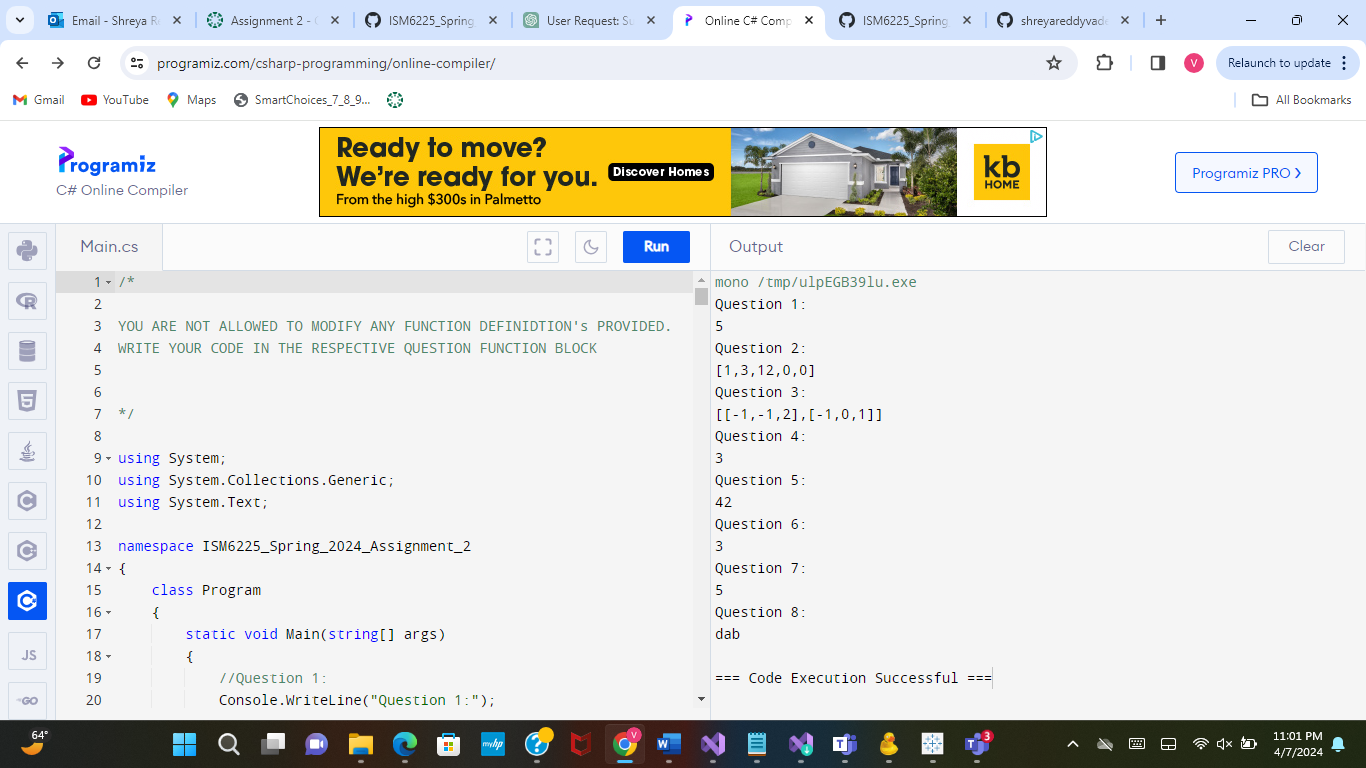 Email - Shreya R
Assignment 2 -
ISM6225_Spring
User Request: Su
Online C# Comp
ISM6225_Spring
shreyareddyvade
programiz.com/csharp-programming/online-compiler/
V
Relaunch to update
Gmail
YouTube
Maps
SmartChoices_7_8_9...
All Bookmarks
Programiz
C# Online Compiler
Ready to move?
We're ready for you.
From the high $300s in Palmetto
Discover Homes
kb
HOME
Programiz PRO >
Main.cs
Run
Output
Clear
1 /*
2
3 YOU ARE NOT ALLOWED TO MODIFY ANY FUNCTION DEFINIDTION's PROVIDED.
4 WRITE YOUR CODE IN THE RESPECTIVE QUESTION FUNCTION BLOCK
5
6
7 */
8
9 using System;
10 using System.Collections.Generic;
11 using System.Text;
12
13 namespace ISM6225_Spring_2024_Assignment_2
14 {
15 class Program
16 {
17 static void Main(string[] args)
18 {
19 //Question 1:
20 Console.WriteLine("Question 1:");
mono /tmp/ulpEGB39lu.exe
Question 1:
5
Question 2:
[1,3,12,0,0]
Question 3:
[[-1,-1,2],[-1,0,1]]
Question 4:
3
Question 5:
42
Question 6:
3
Question 7:
5
Question 8:
dab
=== Code Execution Successful ===
JS
GO
64°
myhp
V
3
11:01 PM
4/7/2024